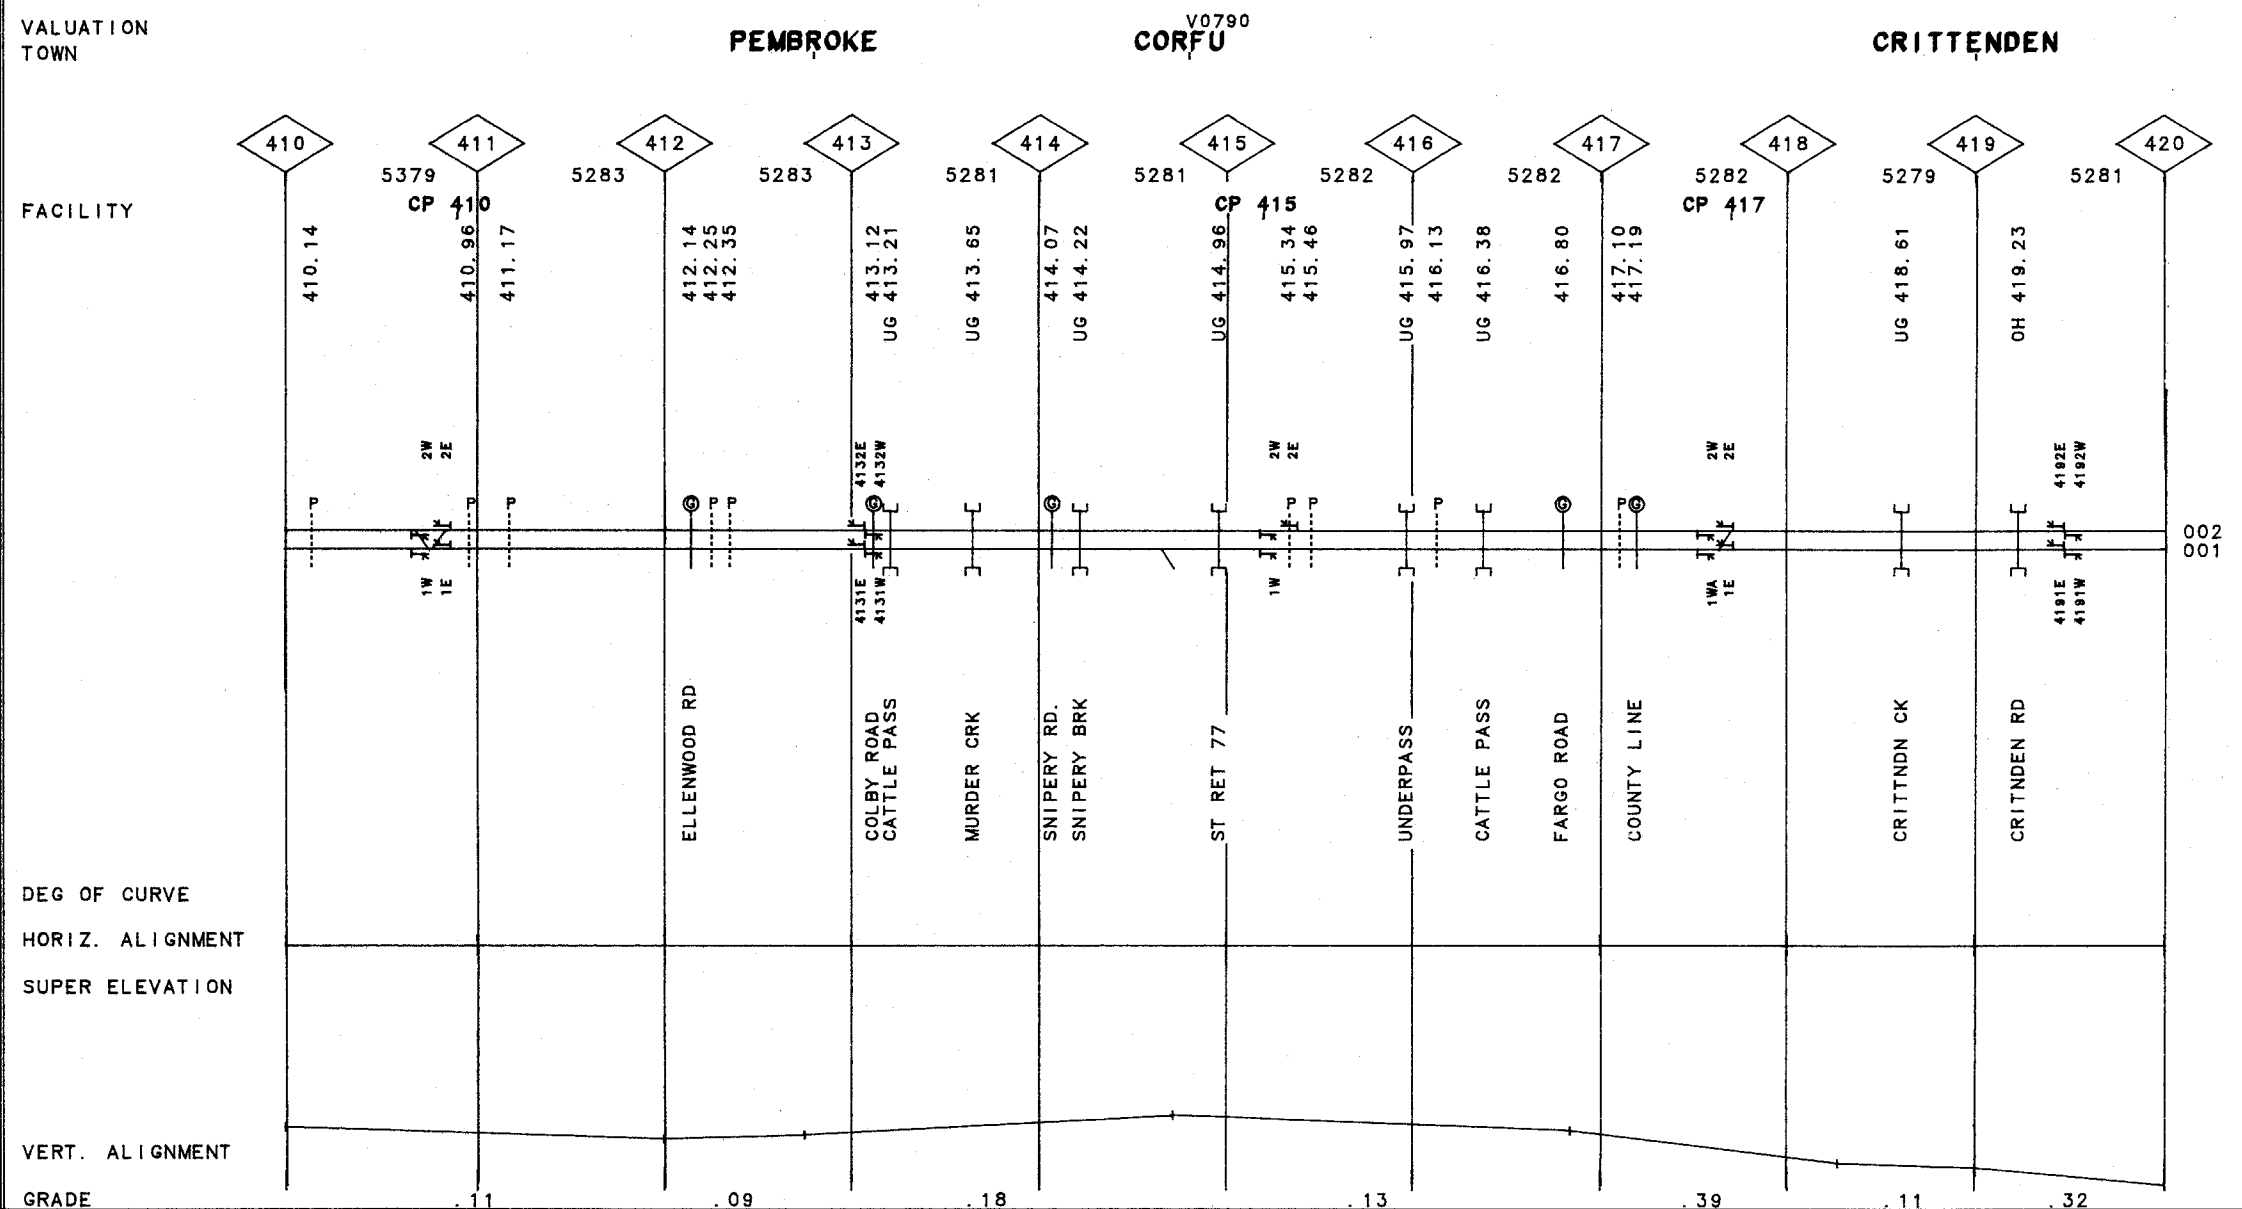 VALUATION
V0790
TOWN
PEMBROKE CORFU CRITTENDEN
410 411 412 413 414 415 416 417 418 419 420
5379 5283 5283 5281 5281 5282 5282 5282 5279 5281
FACILITY
CP 410 CP 415 CP 417
410.14
410.96
411.17
412.14
412.25
412.35
413.12
UG 413.21
UG 413.65
414.07
UG 414.22
UG 414.96
415.34
415.46
UG 415.97
416.13
UG 416.38
416.80
417.10
417.19
UG 418.61
OH 419.23
2W
2E
4132E
4132W
2W
2E
2W
2E
4192E
4192W
P P P G P P G G P P P G P G
002
001
1W
1E
4131E
4131W
1W
1WA
1E
4191E
4191W
ELLENWOOD RD
COLBY ROAD
CATTLE PASS
MURDER CRK
SNIPERY RD.
SNIPERY BRK
ST RET 77
UNDERPASS
CATTLE PASS
FARGO ROAD
COUNTY LINE
CRITTNDN CK
CRITNDEN RD
DEG OF CURVE
HORIZ. ALIGNMENT
SUPER ELEVATION
VERT. ALIGNMENT
GRADE .11 .09 .18 .13 .39 .11 .32